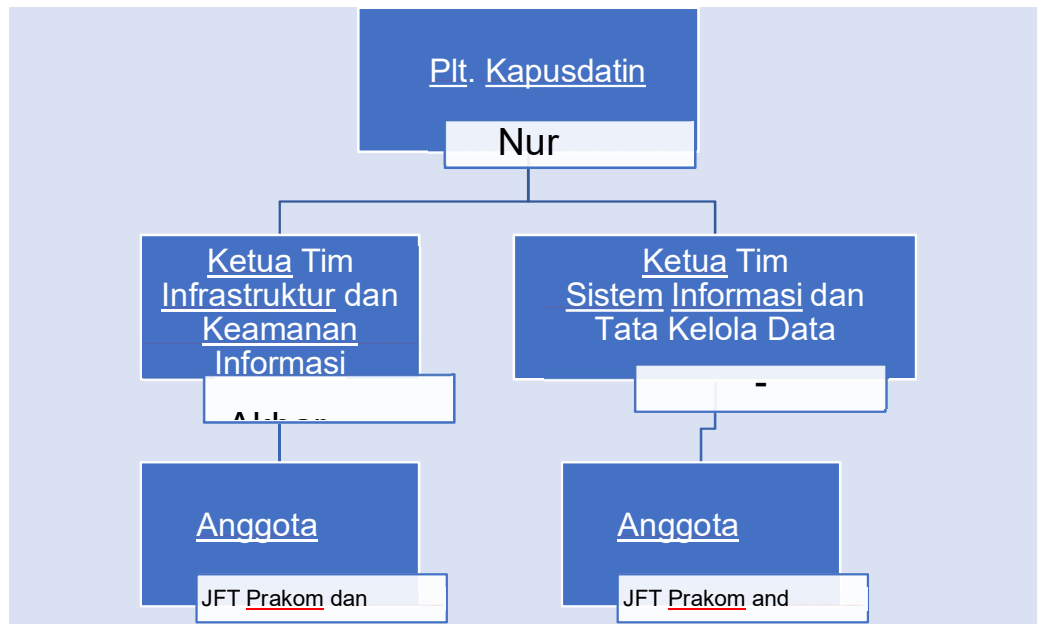 Plt. Kapusdatin
Nur
Ketua Tim
Infrastruktur dan
Keamanan
Informasi
Ketua Tim
Sistem Informasi dan
Tata Kelola Data
-
Anggota
JFT Prakom dan
Anggota
JFT Prakom and